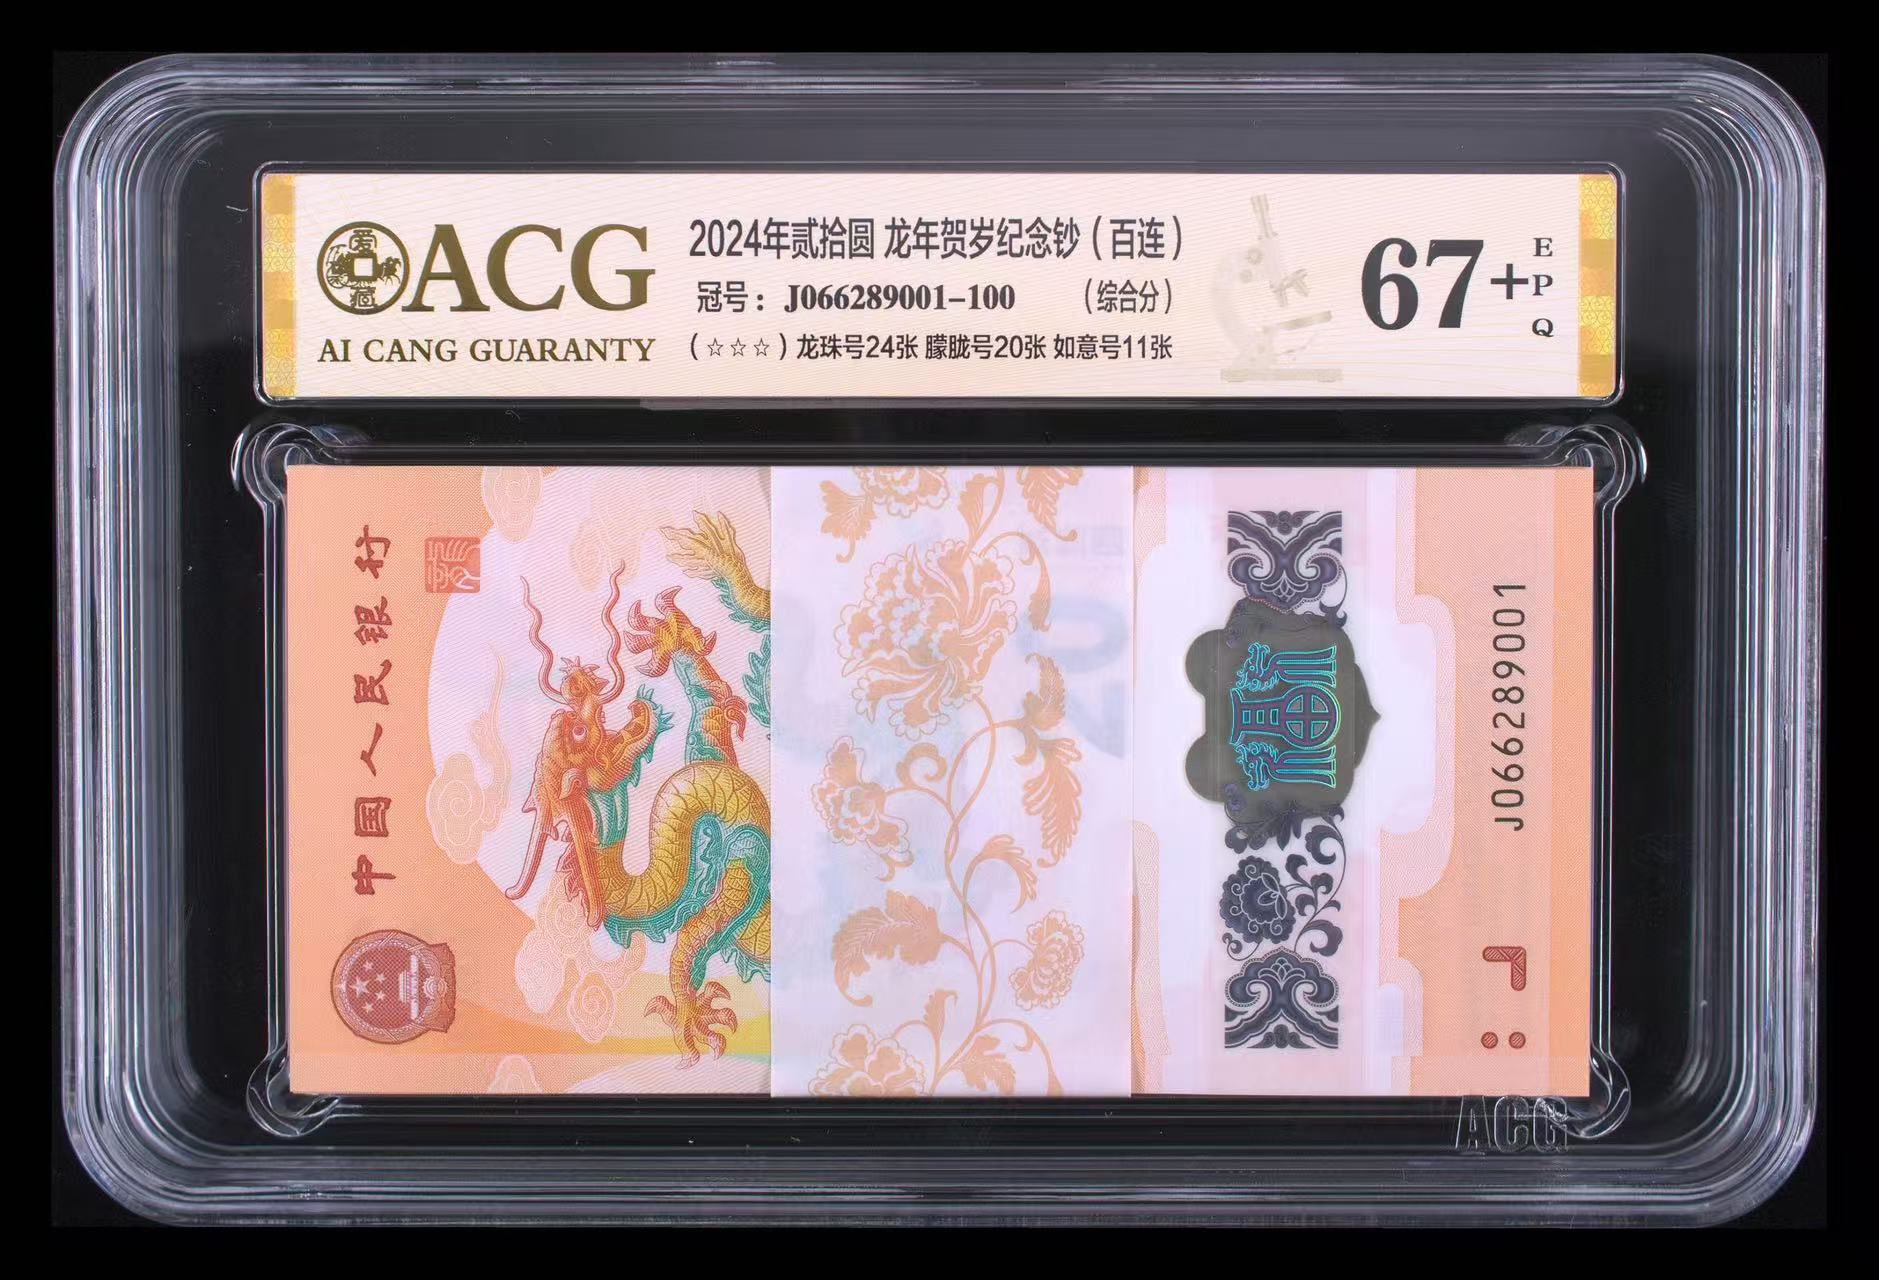 ACG
AI CANG GUARANTY
2024年贰拾圆 龙年贺岁纪念钞（百连）
冠号：J066289001-100 （综合分）
（☆☆☆）龙珠号24张 朦胧号20张 如意号11张
67+
EPQ
中国人民银行
J066289001
ACG